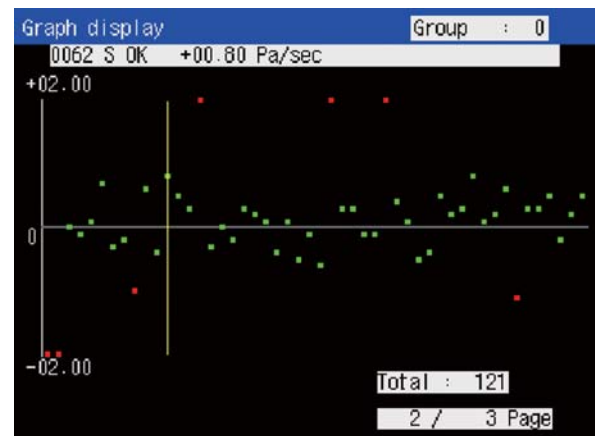 Graph display Group : 0
0062 S OK +00.80 Pa/sec
+02.00
0
-02.00
Total : 121
2 / 3 Page